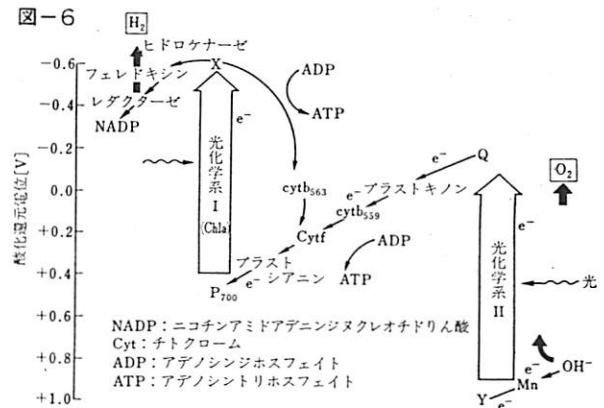 図-6
H₂
ヒドロケナーゼ
フェレドキシン
レダクターゼ
NADP
X
ADP
ATP
e⁻
光化学系Ⅰ
(Chla)
cytb₅₆₃
Cytf
プラスト
シアニン
e⁻
P₇₀₀
ADP
ATP
e⁻
プラストキノン
cytb₅₅₉
e⁻
Q
O₂
e⁻
光化学系Ⅱ
光
OH⁻
e⁻
Mn
Y
e⁻
酸化還元電位[V]
-0.6
-0.4
-0.2
0.0
+0.2
+0.4
+0.6
+0.8
+1.0
NADP:ニコチンアミドアデニンジヌクレオチドりん酸
Cyt:チトクローム
ADP:アデノシンジホスフェイト
ATP:アデノシントリホスフェイト